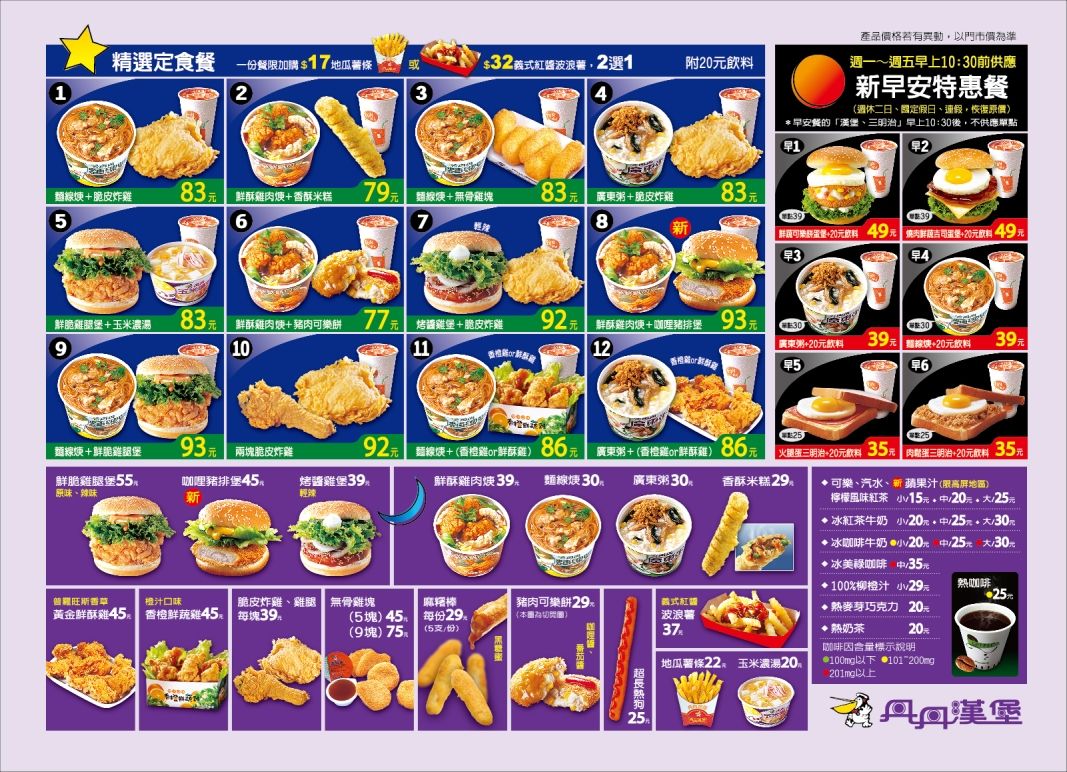 產品價格若有異動，以門市價為準
精選定食餐 一份餐限加購$17地瓜薯條 或 $32義式紅醬波浪薯，2選1 附20元飲料
1
麵線焿＋脆皮炸雞 83元
2
鮮酥雞肉焿＋香酥米糕 79元
3
麵線焿＋無骨雞塊 83元
4
廣東粥＋脆皮炸雞 83元
5
鮮脆雞腿堡＋玉米濃湯 83元
6
鮮酥雞肉焿＋豬肉可樂餅 77元
7
輕辣
烤醬雞堡＋脆皮炸雞 92元
8
新
鮮酥雞肉焿＋咖哩豬排堡 93元
9
麵線焿＋鮮脆雞腿堡 93元
10
兩塊脆皮炸雞 92元
11
香橙雞or鮮酥雞
麵線焿＋(香橙雞or鮮酥雞) 86元
12
香橙雞or鮮酥雞
廣東粥＋(香橙雞or鮮酥雞) 86元
週一～週五早上10:30前供應
新早安特惠餐
(週休二日、國定假日、連假，恢復原價)
＊早安餐的「漢堡、三明治」早上10:30後，不供應單點
早1
單點39
鮮蔬可樂餅蛋堡+20元飲料 49元
早2
單點39
燒肉鮮蔬吉司蛋堡+20元飲料 49元
早3
單點30
廣東粥+20元飲料 39元
早4
單點30
麵線焿+20元飲料 39元
早5
單點25
火腿蛋三明治+20元飲料 35元
早6
單點25
肉鬆蛋三明治+20元飲料 35元
鮮脆雞腿堡55元
原味、辣味
咖哩豬排堡45元
新
烤醬雞堡39元
輕辣
鮮酥雞肉焿39元
麵線焿30元
廣東粥30元
香酥米糕29元
普羅旺斯香草
黃金鮮酥雞45元
橙汁口味
香橙鮮蔬雞45元
脆皮炸雞、雞腿
每塊39元
無骨雞塊
(5塊) 45元
(9塊) 75元
麻糬棒
每份29元
(5支/份)
黑糖蜜
豬肉可樂餅29元
(本圖為切開圖)
咖哩醬、
番茄醬
超長熱狗
25元
義式紅醬
波浪薯
37元
地瓜薯條22元
玉米濃湯20元
◆可樂、汽水、新蘋果汁(限高屏地區)
檸檬風味紅茶 小/15元，中/20元，大/25元
◆冰紅茶牛奶 小/20元，中/25元，大/30元
◆冰咖啡牛奶 小/20元 中/25元 大/30元
◆冰美祿咖啡 中/35元
◆100%柳橙汁 小/29元
◆熱麥芽巧克力 20元
◆熱奶茶 20元
咖啡因含量標示說明
100mg以下 101~200mg
201mg以上
熱咖啡
25元
丹丹漢堡